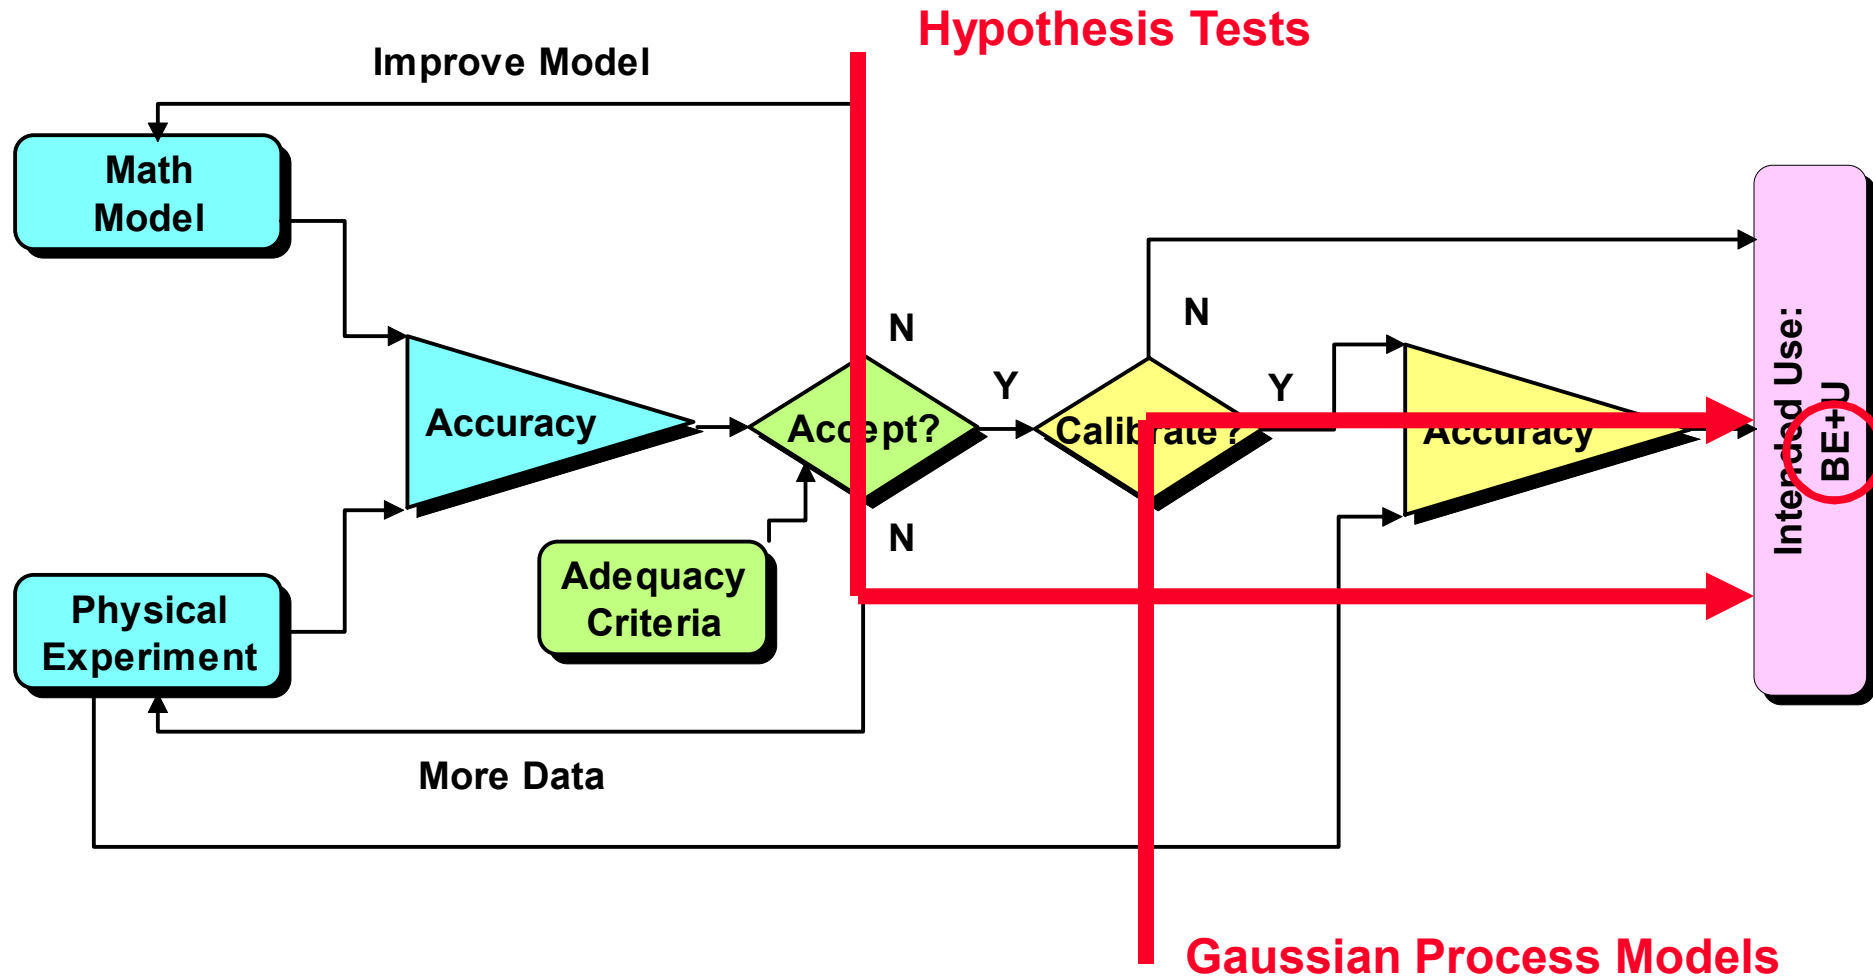 Hypothesis Tests
Improve Model
Math
Model
N
N
Y
Y
Accuracy
Accept?
Calibrate?
Accuracy
Intended Use:
BE+U
N
Adequacy
Criteria
Physical
Experiment
More Data
Gaussian Process Models